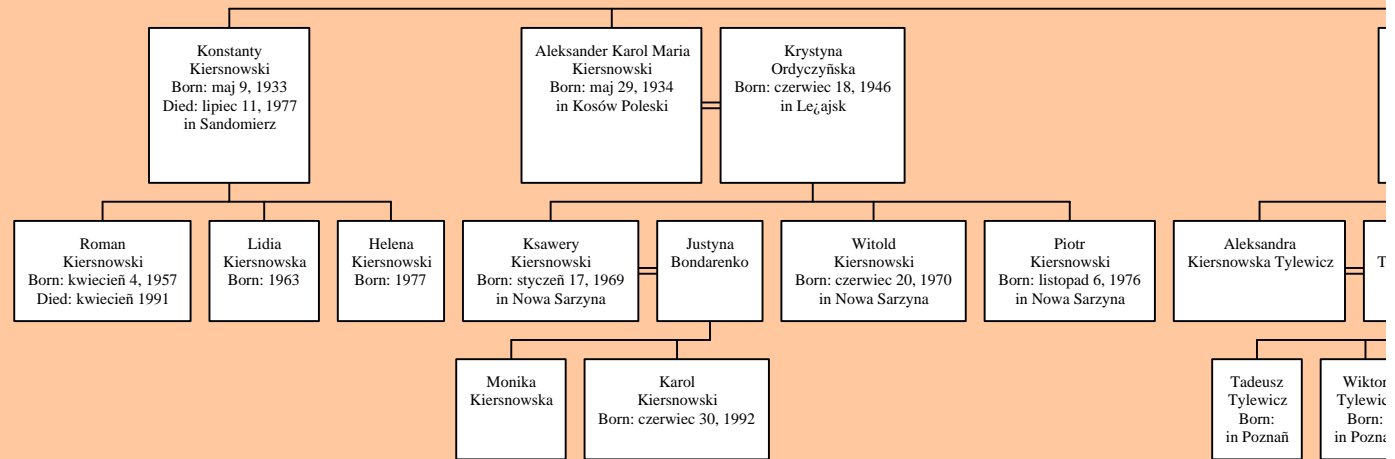 Konstanty
Kiersnowski
Born: maj 9, 1933
Died: lipiec 11, 1977
in Sandomierz
Aleksander Karol Maria
Kiersnowski
Born: maj 29, 1934
in Kosów Poleski
Krystyna
Ordyczyñska
Born: czerwiec 18, 1946
in Le¿ajsk
Roman
Kiersnowski
Born: kwiecieñ 4, 1957
Died: kwiecieñ 1991
Lidia
Kiersnowska
Born: 1963
Helena
Kiersnowski
Born: 1977
Ksawery
Kiersnowski
Born: styczeñ 17, 1969
in Nowa Sarzyna
Justyna
Bondarenko
Witold
Kiersnowski
Born: czerwiec 20, 1970
in Nowa Sarzyna
Piotr
Kiersnowski
Born: listopad 6, 1976
in Nowa Sarzyna
Aleksandra
Kiersnowska Tylewicz
T
Monika
Kiersnowska
Karol
Kiersnowski
Born: czerwiec 30, 1992
Tadeusz
Tylewicz
Born:
in Poznañ
Wiktor
Tylewic
Born:
in Pozna